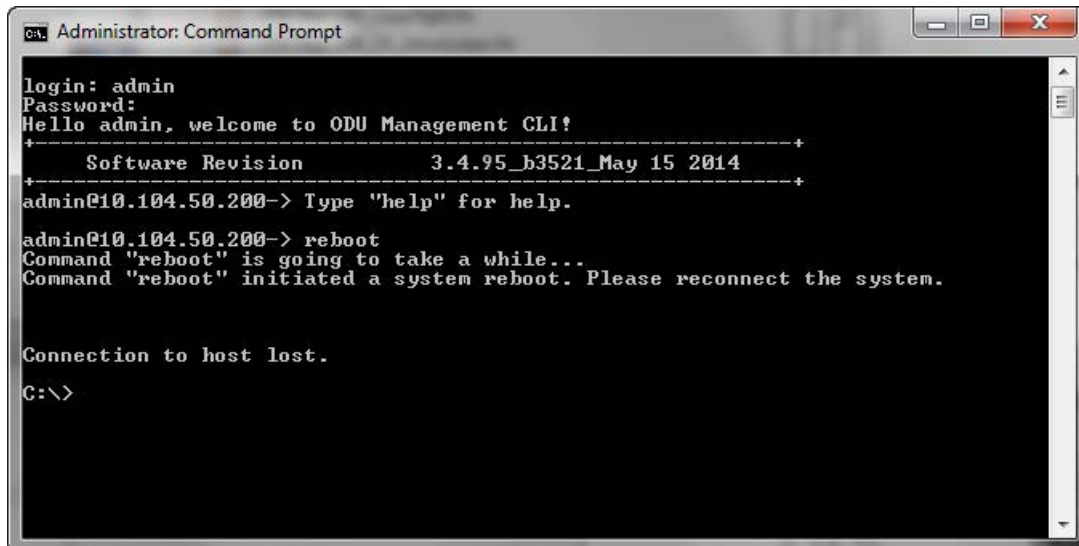 Administrator: Command Prompt
login: admin
Password:
Hello admin, welcome to ODU Management CLI!
+-----------------------------------------------------------+
Software Revision 3.4.95_b3521_May 15 2014
+-----------------------------------------------------------+
admin@10.104.50.200-> Type "help" for help.
admin@10.104.50.200-> reboot
Command "reboot" is going to take a while...
Command "reboot" initiated a system reboot. Please reconnect the system.
Connection to host lost.
C:\>